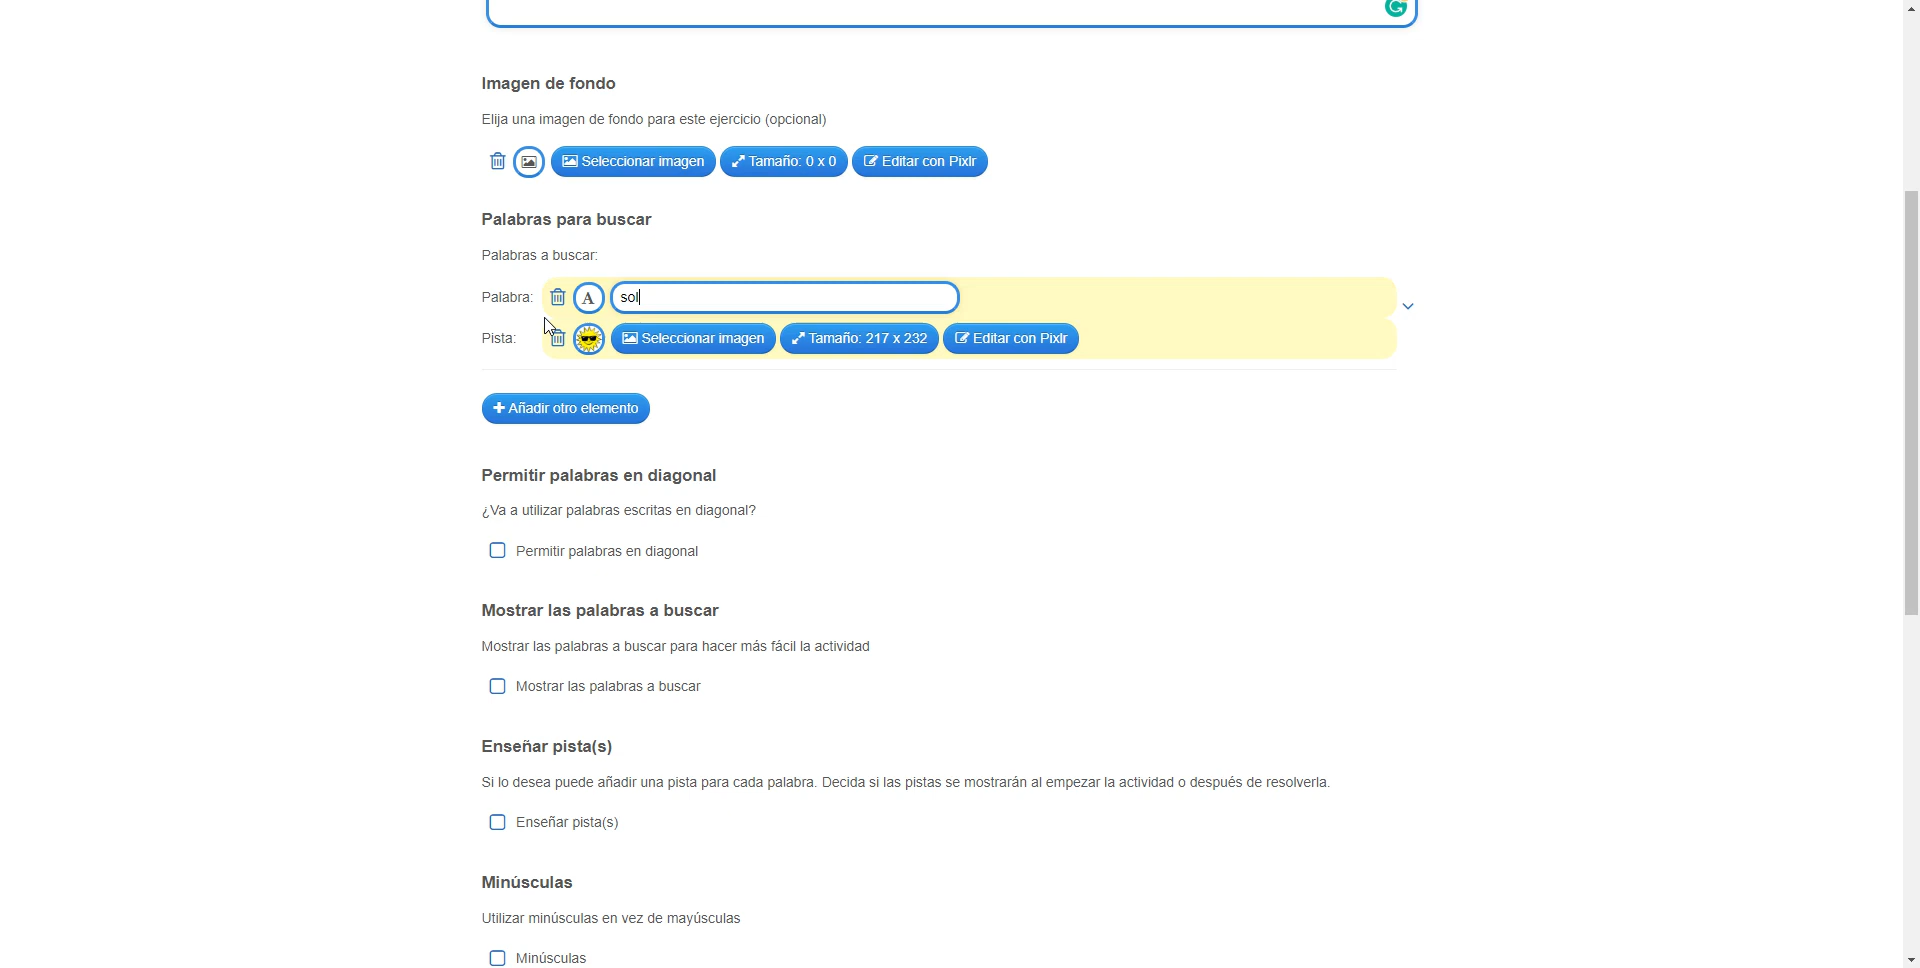 Imagen de fondo
Elija una imagen de fondo para este ejercicio (opcional)
Seleccionar imagen Tamaño: 0 x 0 Editar con Pixlr
Palabras para buscar
Palabras a buscar:
Palabra: A sol
Pista: Seleccionar imagen Tamaño: 217 x 232 Editar con Pixlr
+ Añadir otro elemento
Permitir palabras en diagonal
¿Va a utilizar palabras escritas en diagonal?
Permitir palabras en diagonal
Mostrar las palabras a buscar
Mostrar las palabras a buscar para hacer más fácil la actividad
Mostrar las palabras a buscar
Enseñar pista(s)
Si lo desea puede añadir una pista para cada palabra. Decida si las pistas se mostrarán al empezar la actividad o después de resolverla.
Enseñar pista(s)
Minúsculas
Utilizar minúsculas en vez de mayúsculas
Minúsculas